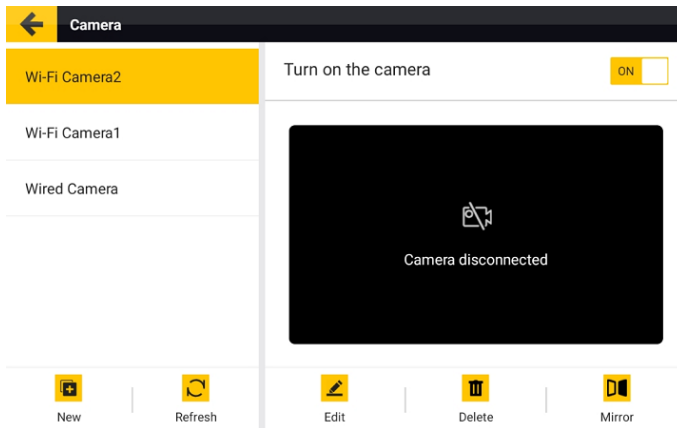 Camera
Wi-Fi Camera2
Wi-Fi Camera1
Wired Camera
Turn on the camera
ON
Camera disconnected
New
Refresh
Edit
Delete
Mirror